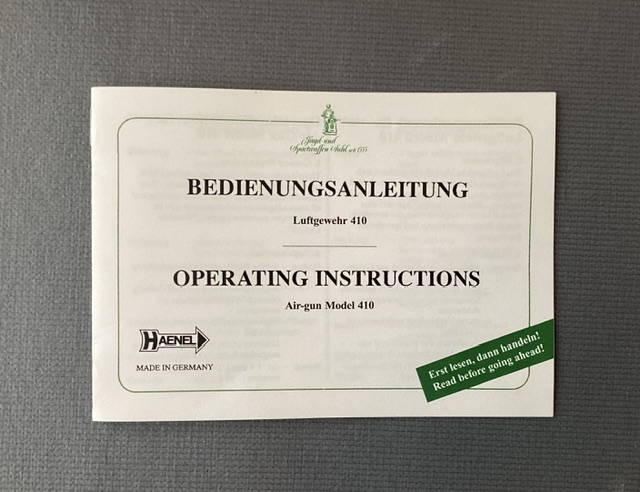 Jagd- und
Sportwaffen Suhl seit 1535
BEDIENUNGSANLEITUNG
Luftgewehr 410
OPERATING INSTRUCTIONS
Air-gun Model 410
HAENEL
MADE IN GERMANY
Erst lesen, dann handeln!
Read before going ahead!